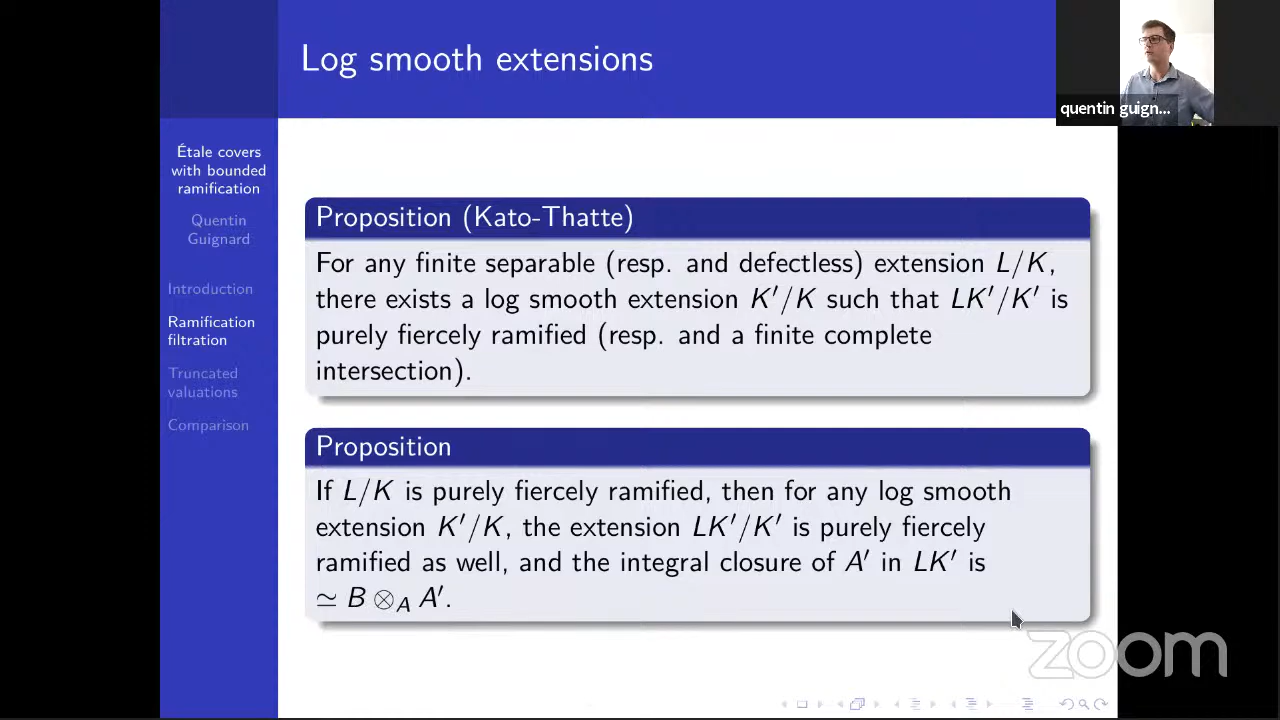 Log smooth extensions
quentin guign...
Étale covers
with bounded
ramification
Quentin
Guignard
Introduction
Ramification
filtration
Truncated
valuations
Comparison
Proposition (Kato-Thatte)
For any finite separable (resp. and defectless) extension L/K,
there exists a log smooth extension K′/K such that LK′/K′ is
purely fiercely ramified (resp. and a finite complete
intersection).
Proposition
If L/K is purely fiercely ramified, then for any log smooth
extension K′/K, the extension LK′/K′ is purely fiercely
ramified as well, and the integral closure of A′ in LK′ is
≃ B ⊗_A A′.
zoom